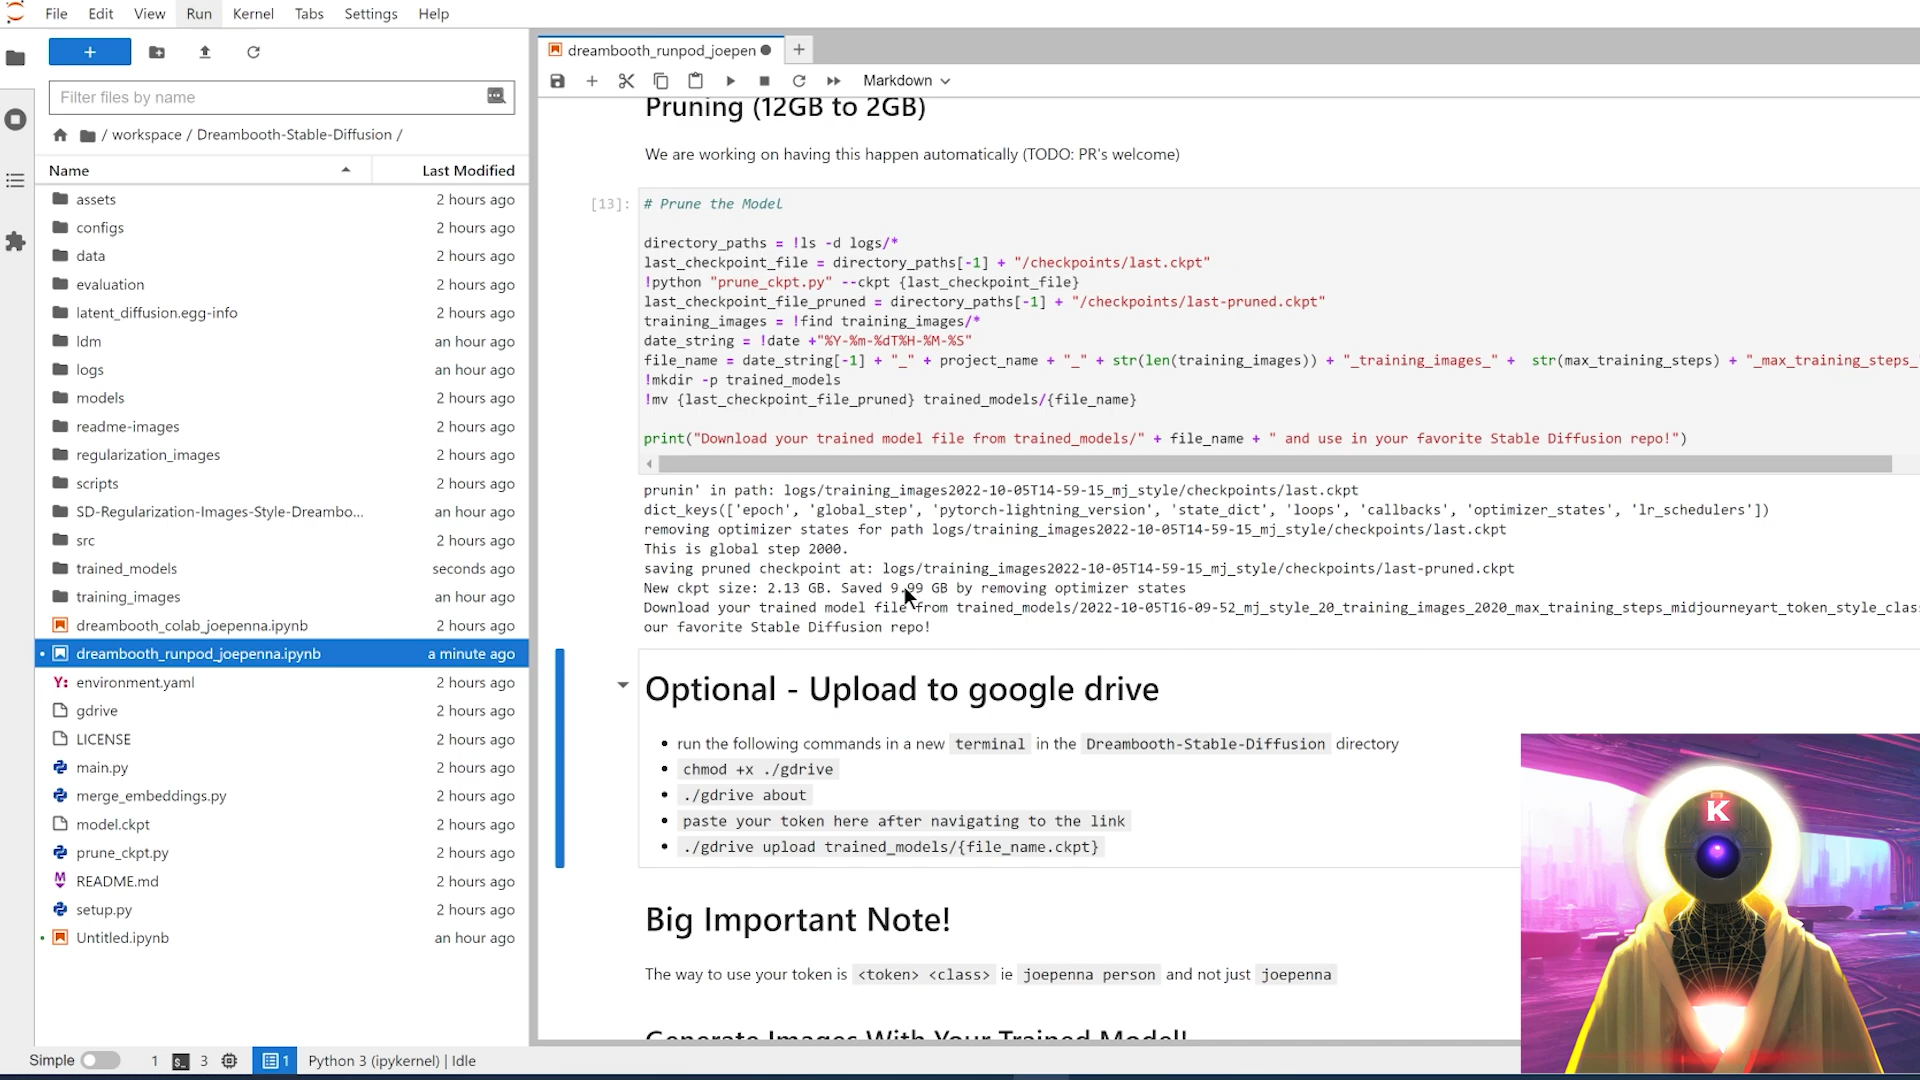 File Edit View Run Kernel Tabs Settings Help
+
Filter files by name
/ workspace / Dreambooth-Stable-Diffusion /
Name Last Modified
assets 2 hours ago
configs 2 hours ago
data 2 hours ago
evaluation 2 hours ago
latent_diffusion.egg-info 2 hours ago
ldm an hour ago
logs an hour ago
models 2 hours ago
readme-images 2 hours ago
regularization_images 2 hours ago
scripts 2 hours ago
SD-Regularization-Images-Style-Dreambo... an hour ago
src 2 hours ago
trained_models seconds ago
training_images an hour ago
dreambooth_colab_joepenna.ipynb 2 hours ago
dreambooth_runpod_joepenna.ipynb a minute ago
environment.yaml 2 hours ago
gdrive 2 hours ago
LICENSE 2 hours ago
main.py 2 hours ago
merge_embeddings.py 2 hours ago
model.ckpt 2 hours ago
prune_ckpt.py 2 hours ago
README.md 2 hours ago
setup.py 2 hours ago
Untitled.ipynb an hour ago
dreambooth_runpod_joepen
Markdown
Pruning (12GB to 2GB)
We are working on having this happen automatically (TODO: PR's welcome)
[13]: # Prune the Model
directory_paths = !ls -d logs/*
last_checkpoint_file = directory_paths[-1] + "/checkpoints/last.ckpt"
!python "prune_ckpt.py" --ckpt {last_checkpoint_file}
last_checkpoint_file_pruned = directory_paths[-1] + "/checkpoints/last-pruned.ckpt"
training_images = !find training_images/*
date_string = !date +"%Y-%m-%dT%H-%M-%S"
file_name = date_string[-1] + "_" + project_name + "_" + str(len(training_images)) + "_training_images_" + str(max_training_steps) + "_max_training_steps_
!mkdir -p trained_models
!mv {last_checkpoint_file_pruned} trained_models/{file_name}
print("Download your trained model file from trained_models/" + file_name + " and use in your favorite Stable Diffusion repo!")
prunin' in path: logs/training_images2022-10-05T14-59-15_mj_style/checkpoints/last.ckpt
dict_keys(['epoch', 'global_step', 'pytorch-lightning_version', 'state_dict', 'loops', 'callbacks', 'optimizer_states', 'lr_schedulers'])
removing optimizer states for path logs/training_images2022-10-05T14-59-15_mj_style/checkpoints/last.ckpt
This is global step 2000.
saving pruned checkpoint at: logs/training_images2022-10-05T14-59-15_mj_style/checkpoints/last-pruned.ckpt
New ckpt size: 2.13 GB. Saved 9.99 GB by removing optimizer states
Download your trained model file from trained_models/2022-10-05T16-09-52_mj_style_20_training_images_2020_max_training_steps_midjourneyart_token_style_clas
our favorite Stable Diffusion repo!
Optional - Upload to google drive
• run the following commands in a new terminal in the Dreambooth-Stable-Diffusion directory
• chmod +x ./gdrive
• ./gdrive about
• paste your token here after navigating to the link
• ./gdrive upload trained_models/{file_name.ckpt}
Big Important Note!
The way to use your token is <token> <class> ie joepenna person and not just joepenna
Generate Images With Your Trained Model!
K
Simple 1 3 1 Python 3 (ipykernel) | Idle